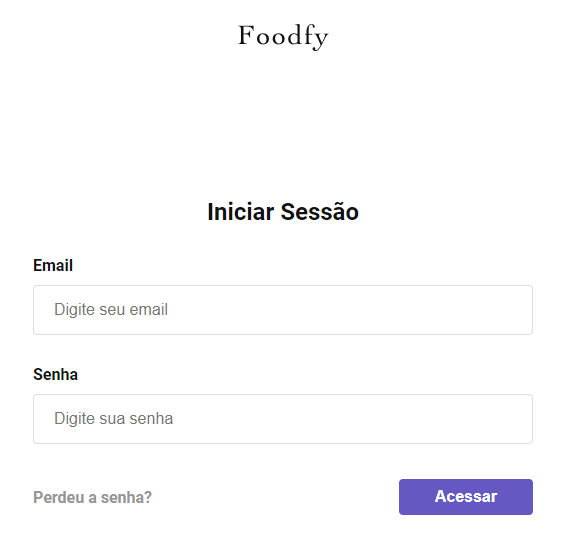 Foodfy
Iniciar Sessão
Email
Digite seu email
Senha
Digite sua senha
Perdeu a senha? Acessar